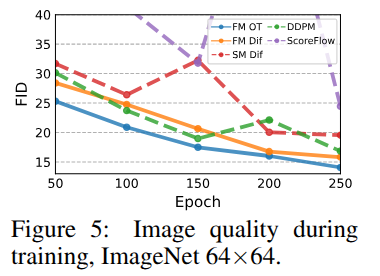 40
35
30
25
20
15
FID
50
100
150
200
250
Epoch
FM OT
FM Dif
SM Dif
DDPM
ScoreFlow
Figure 5: Image quality during
training, ImageNet 64×64.